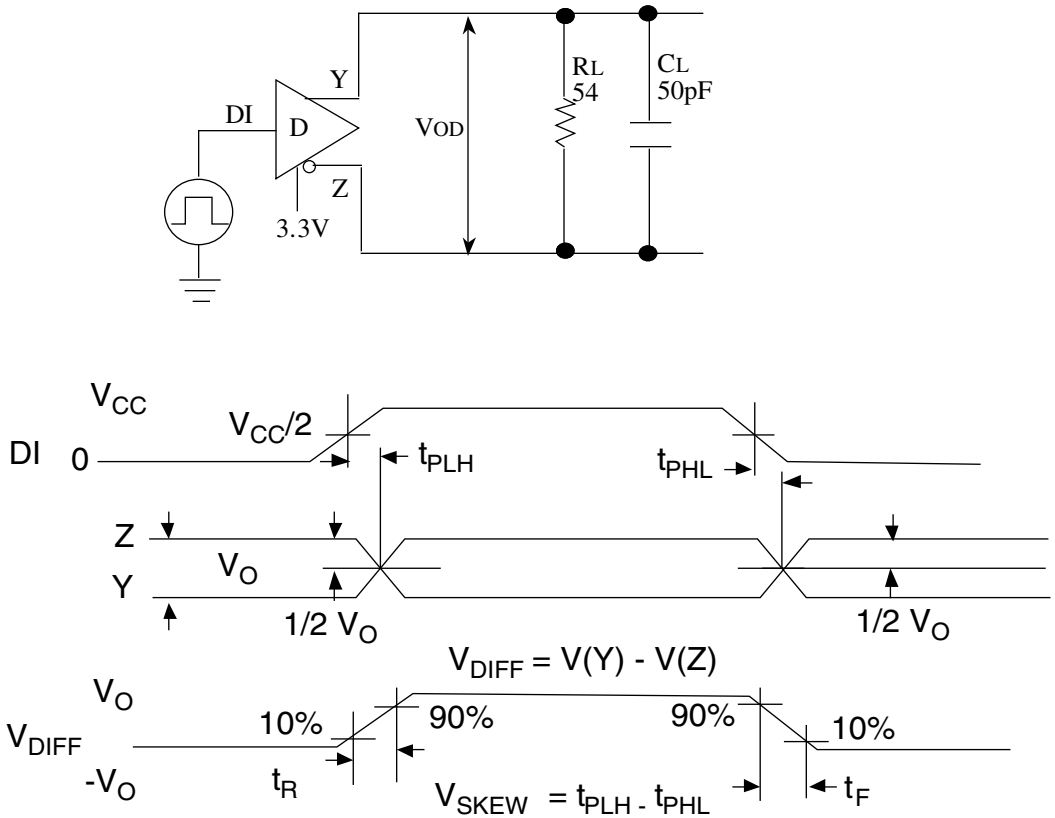 Y
DI
D
Z
3.3V
VOD
RL
54
CL
50pF
VCC
VCC/2
DI 0
tPLH
tPHL
Z
VO
Y
1/2 VO
1/2 VO
VDIFF = V(Y) - V(Z)
VO
10%
90%
90%
10%
VDIFF
-VO
tR
tF
VSKEW = tPLH - tPHL